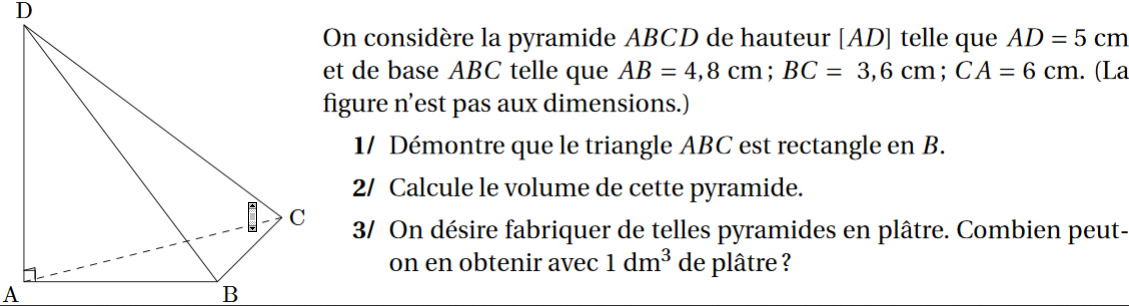 D
On considère la pyramide ABCD de hauteur [AD] telle que AD = 5 cm
et de base ABC telle que AB = 4,8 cm ; BC = 3,6 cm ; CA = 6 cm. (La
figure n'est pas aux dimensions.)
1/ Démontre que le triangle ABC est rectangle en B.
2/ Calcule le volume de cette pyramide.
C
3/ On désire fabriquer de telles pyramides en plâtre. Combien peut-
on en obtenir avec 1 dm³ de plâtre ?
A
B